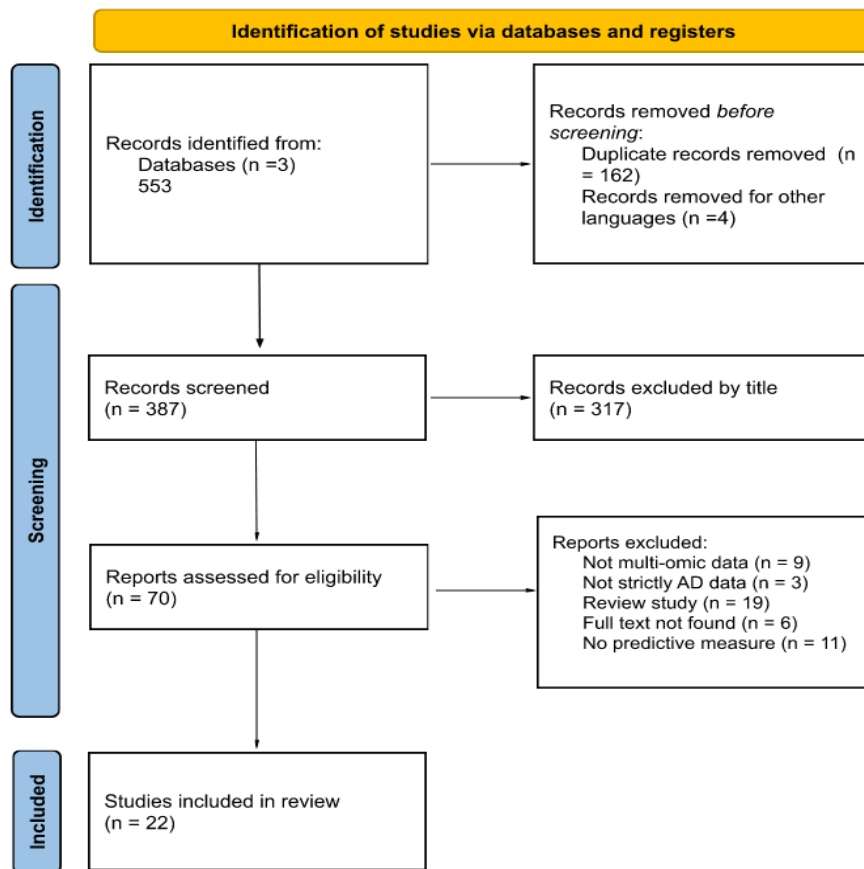 Identification of studies via databases and registers
Identification
Records identified from:
Databases (n =3)
553
Records removed before
screening:
Duplicate records removed (n
= 162)
Records removed for other
languages (n =4)
Screening
Records screened
(n = 387)
Records excluded by title
(n = 317)
Reports assessed for eligibility
(n = 70)
Reports excluded:
Not multi-omic data (n = 9)
Not strictly AD data (n = 3)
Review study (n = 19)
Full text not found (n = 6)
No predictive measure (n = 11)
Included
Studies included in review
(n = 22)